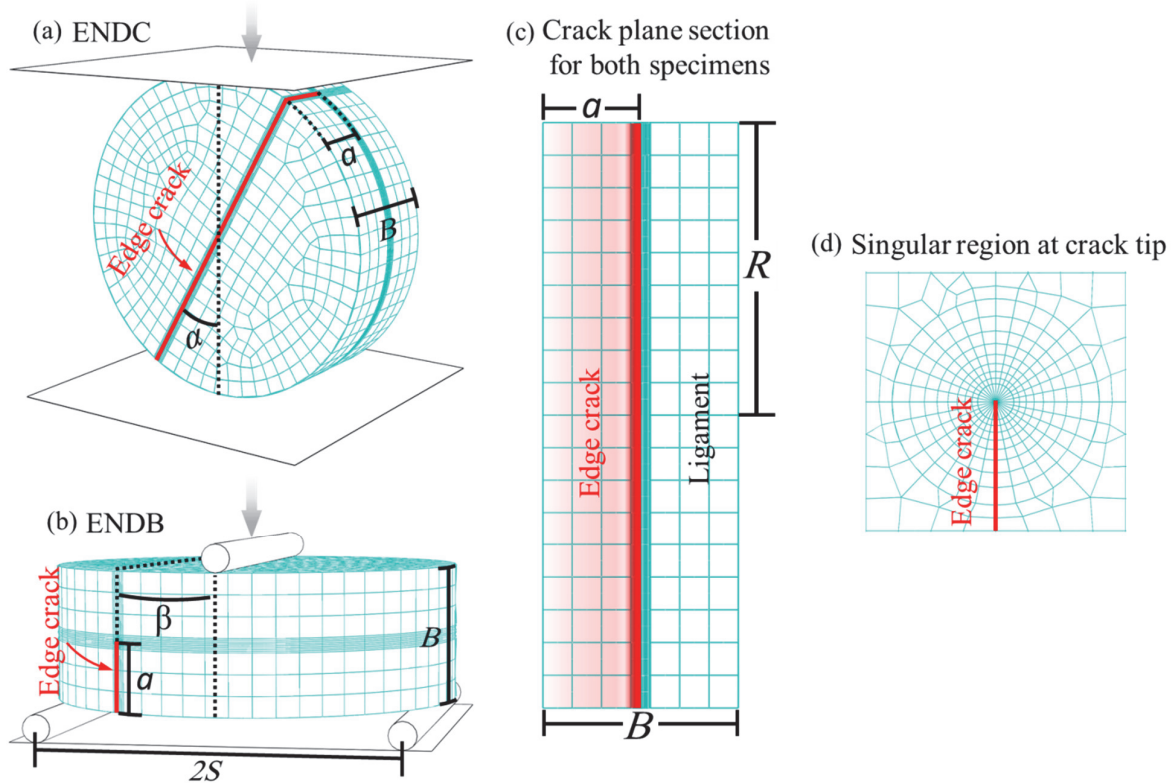 (a) ENDC
Edge crack
α
a
B
(b) ENDB
Edge crack
β
a
B
2S
(c) Crack plane section
for both specimens
a
R
Edge crack
Ligament
B
(d) Singular region at crack tip
Edge crack